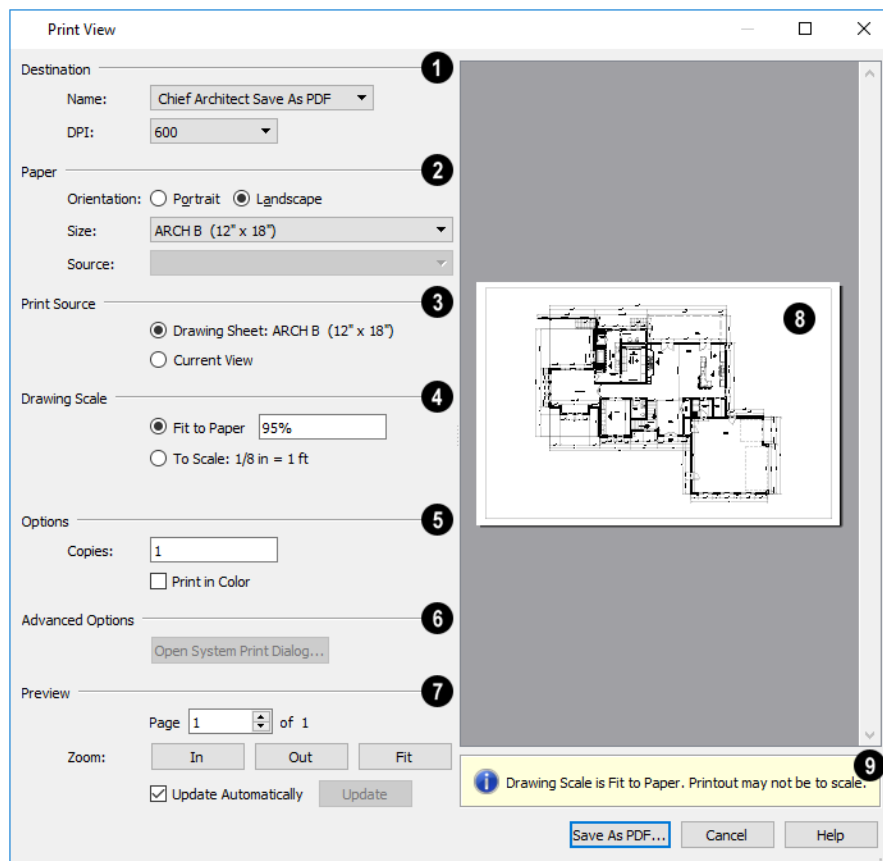 Print View
Destination
1
Name: Chief Architect Save As PDF
DPI: 600
Paper
2
Orientation: Portrait Landscape
Size: ARCH B (12" x 18")
Source:
Print Source
3
Drawing Sheet: ARCH B (12" x 18")
Current View
Drawing Scale
4
Fit to Paper 95%
To Scale: 1/8 in = 1 ft
Options
5
Copies: 1
Print in Color
Advanced Options
6
Open System Print Dialog...
Preview
7
Page 1 of 1
Zoom: In Out Fit
Update Automatically Update
8
9
Drawing Scale is Fit to Paper. Printout may not be to scale.
Save As PDF... Cancel Help